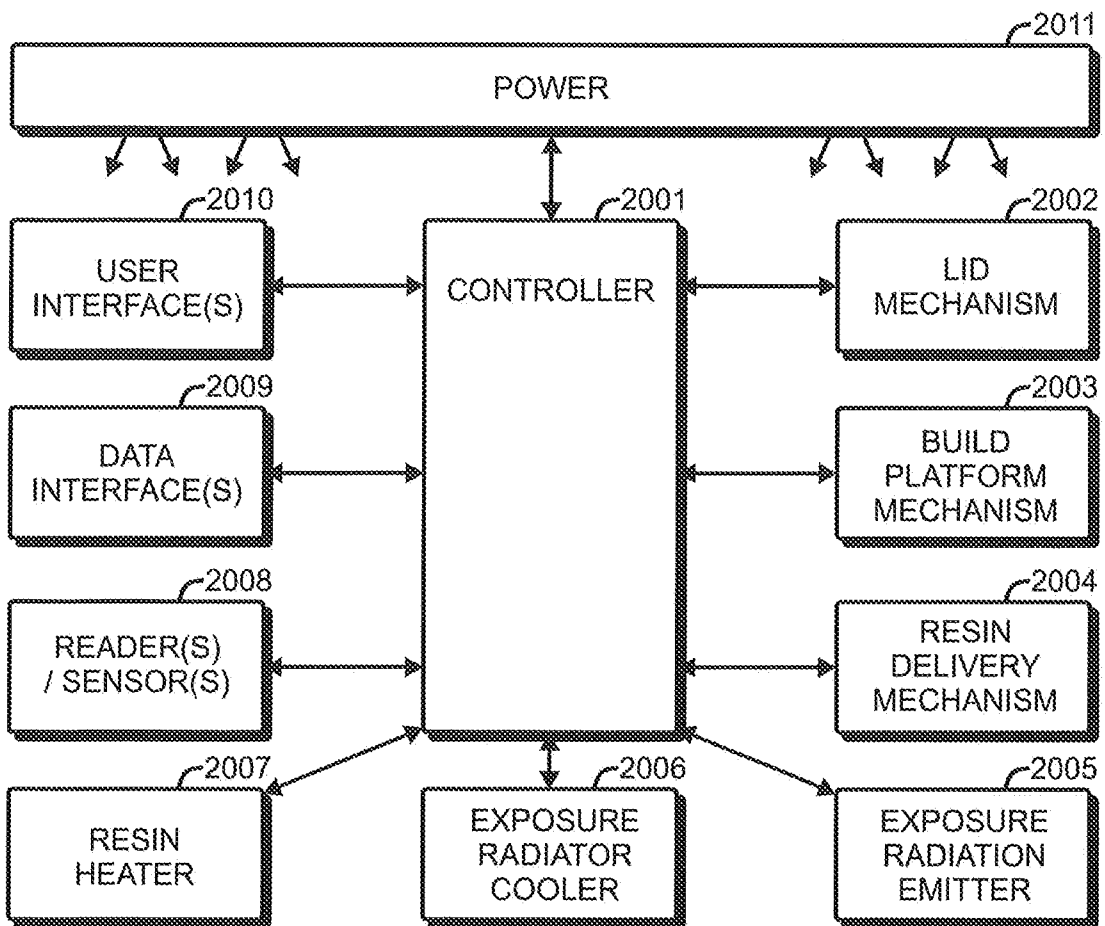 2011
POWER
2010
USER
INTERFACE(S)
2001
CONTROLLER
2002
LID
MECHANISM
2009
DATA
INTERFACE(S)
2003
BUILD
PLATFORM
MECHANISM
2008
READER(S)
/ SENSOR(S)
2004
RESIN
DELIVERY
MECHANISM
2007
RESIN
HEATER
2006
EXPOSURE
RADIATOR
COOLER
2005
EXPOSURE
RADIATION
EMITTER